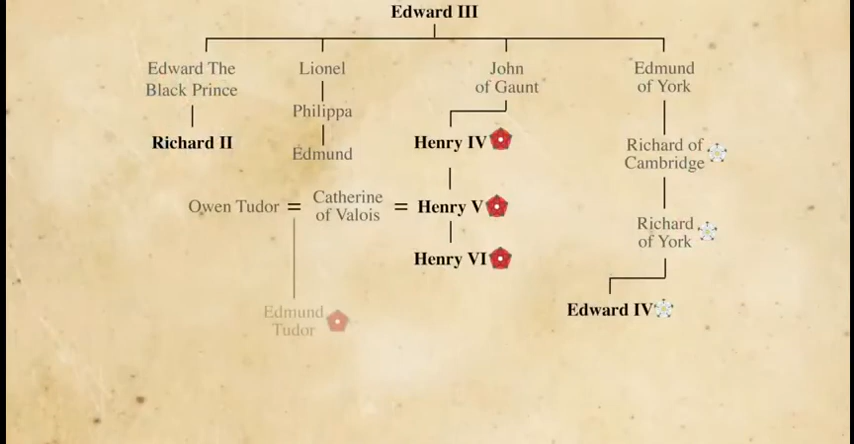 Edward III
Edward The
Black Prince
Lionel
John
of Gaunt
Edmund
of York
Philippa
Richard II
Edmund
Henry IV
Richard of
Cambridge
Owen Tudor = Catherine
of Valois = Henry V
Richard
of York
Henry VI
Edward IV
Edmund
Tudor